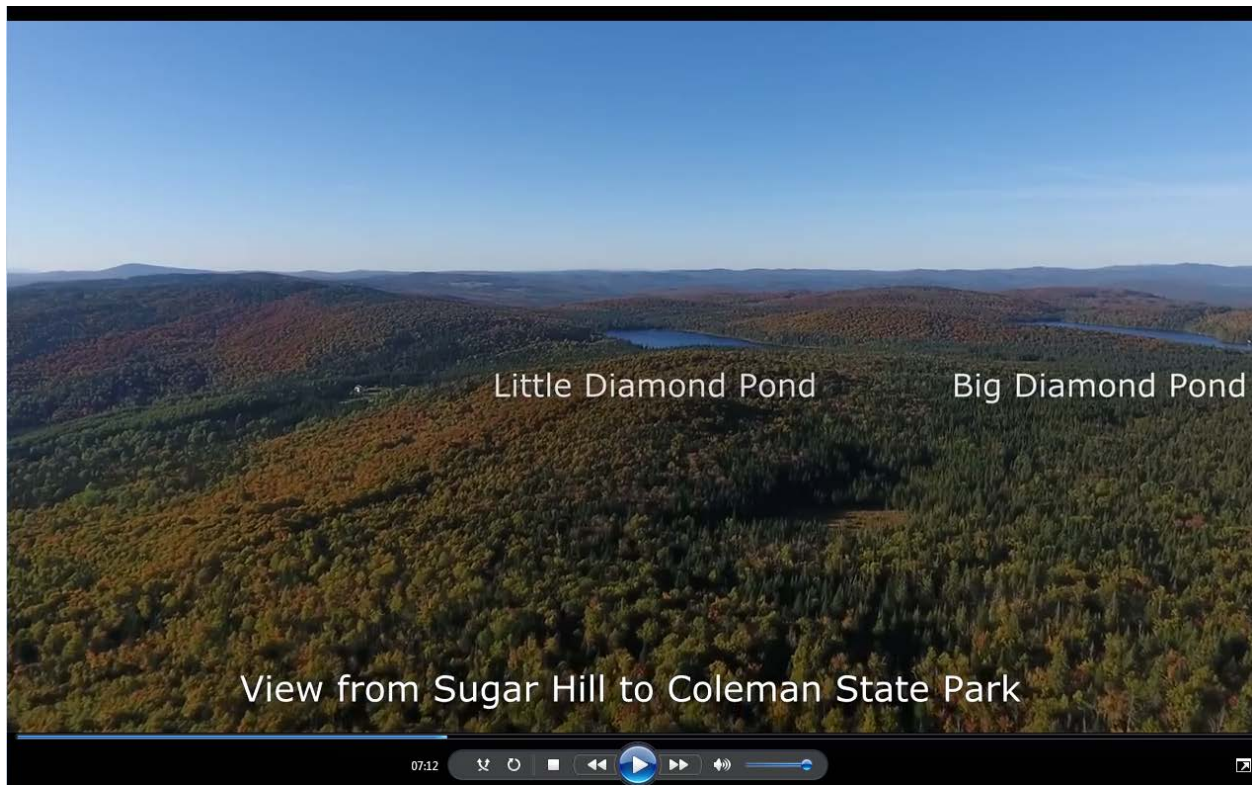 Little Diamond Pond Big Diamond Pond
View from Sugar Hill to Coleman State Park
07:12